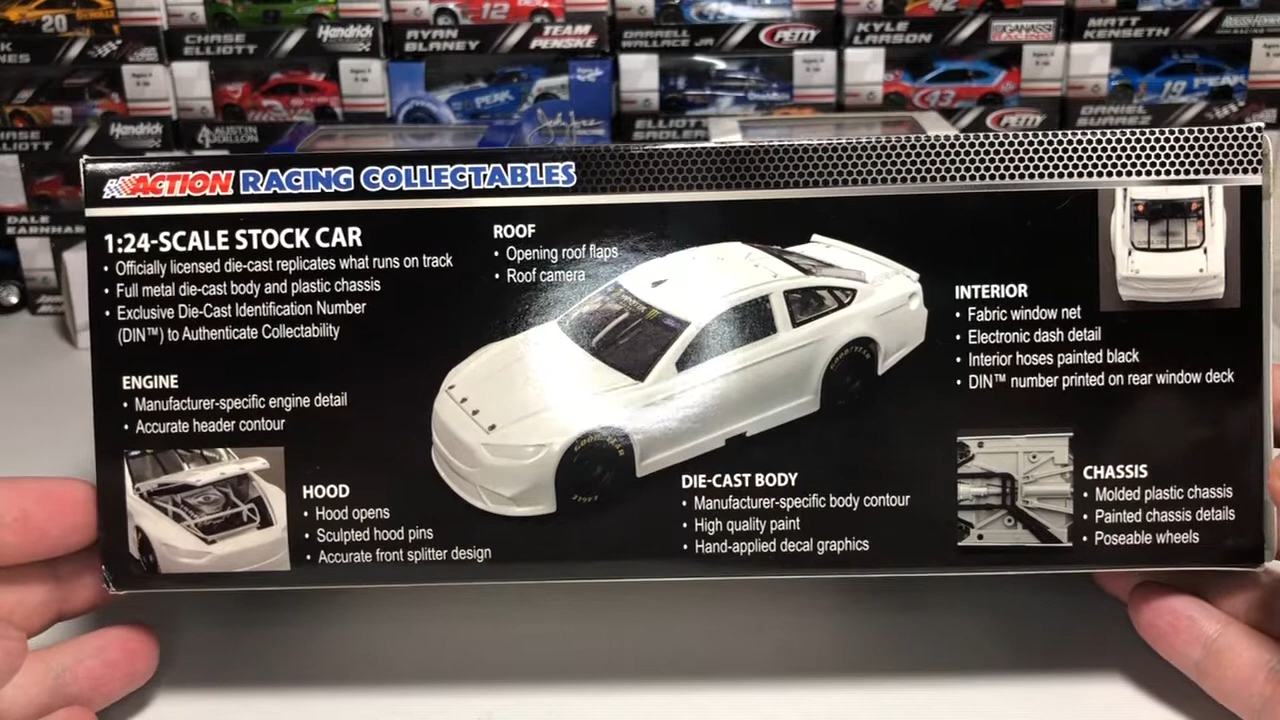 20
CHASE
ELLIOTT
Hendrick
RYAN
BLANEY
12
TEAM
PENSKE
DARRELL
WALLACE JR
PETTY
KYLE
LARSON
42
MATT
KENSETH
Hendrick
AUSTIN
DILLON
PEAK
ELLIOTT
SADLER
43
PETTY
19 PEAK
DANIEL
SUAREZ
DALE
ACTION RACING COLLECTABLES
1:24-SCALE STOCK CAR
• Officially licensed die-cast replicates what runs on track
• Full metal die-cast body and plastic chassis
• Exclusive Die-Cast Identification Number
(DIN™) to Authenticate Collectability
ENGINE
• Manufacturer-specific engine detail
• Accurate header contour
HOOD
• Hood opens
• Sculpted hood pins
• Accurate front splitter design
ROOF
• Opening roof flaps
• Roof camera
GOODYEAR
GOODYEAR
DIE-CAST BODY
• Manufacturer-specific body contour
• High quality paint
• Hand-applied decal graphics
INTERIOR
• Fabric window net
• Electronic dash detail
• Interior hoses painted black
• DIN™ number printed on rear window deck
CHASSIS
• Molded plastic chassis
• Painted chassis details
• Poseable wheels